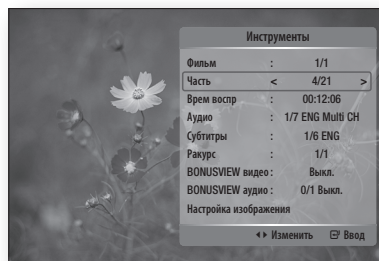 Инструменты
Фильм : 1/1
Часть < 4/21 >
Врем воспр : 00:12:06
Аудио : 1/7 ENG Multi CH
Субтитры : 1/6 ENG
Ракурс : 1/1
BONUSVIEW видео : Выкл.
BONUSVIEW аудио : 0/1 Выкл.
Настройка изображения
Изменить Ввод